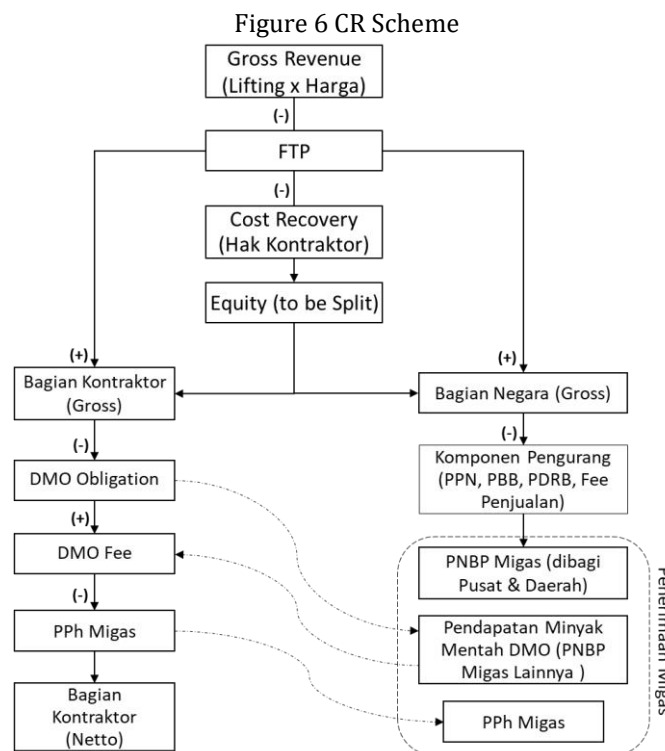 Figure 6 CR Scheme
Gross Revenue
(Lifting x Harga)
(-)
FTP
(-)
Cost Recovery
(Hak Kontraktor)
Equity (to be Split)
(+)
(+)
Bagian Kontraktor
(Gross)
Bagian Negara (Gross)
(-)
(-)
DMO Obligation
Komponen Pengurang
(PPN, PBB, PDRB, Fee
Penjualan)
(+)
DMO Fee
PNBP Migas (dibagi
Pusat & Daerah)
(-)
PPh Migas
Pendapatan Minyak
Mentah DMO (PNBP
Migas Lainnya )
Bagian
Kontraktor
(Netto)
PPh Migas
Penerimaan Migas